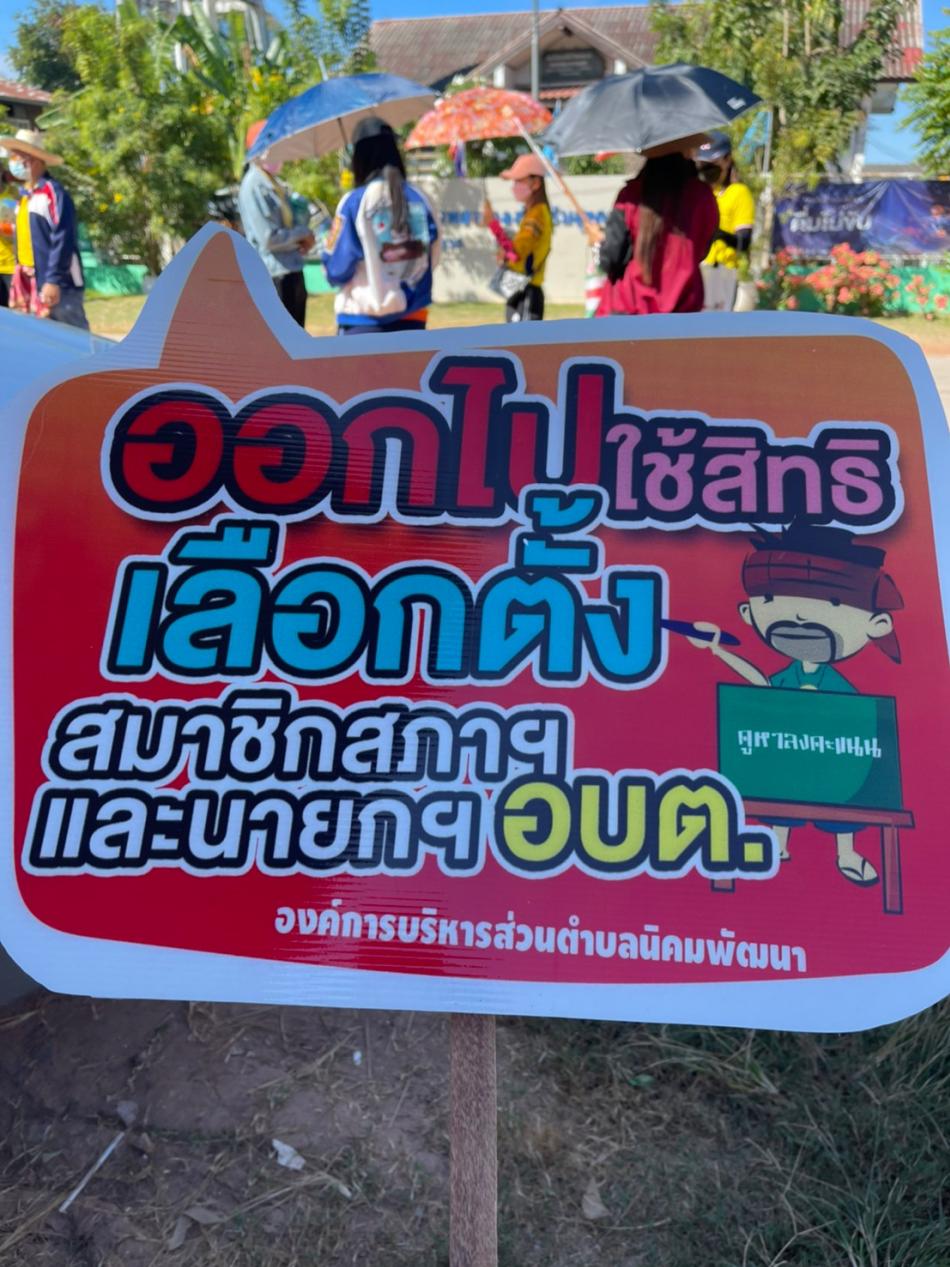 ออกไปใช้สิทธิ
เลือกตั้ง
สมาชิกสภาฯ
และนายกฯ อบต.
คูหาลงคะแนน
องค์การบริหารส่วนตำบลนิคมพัฒนา